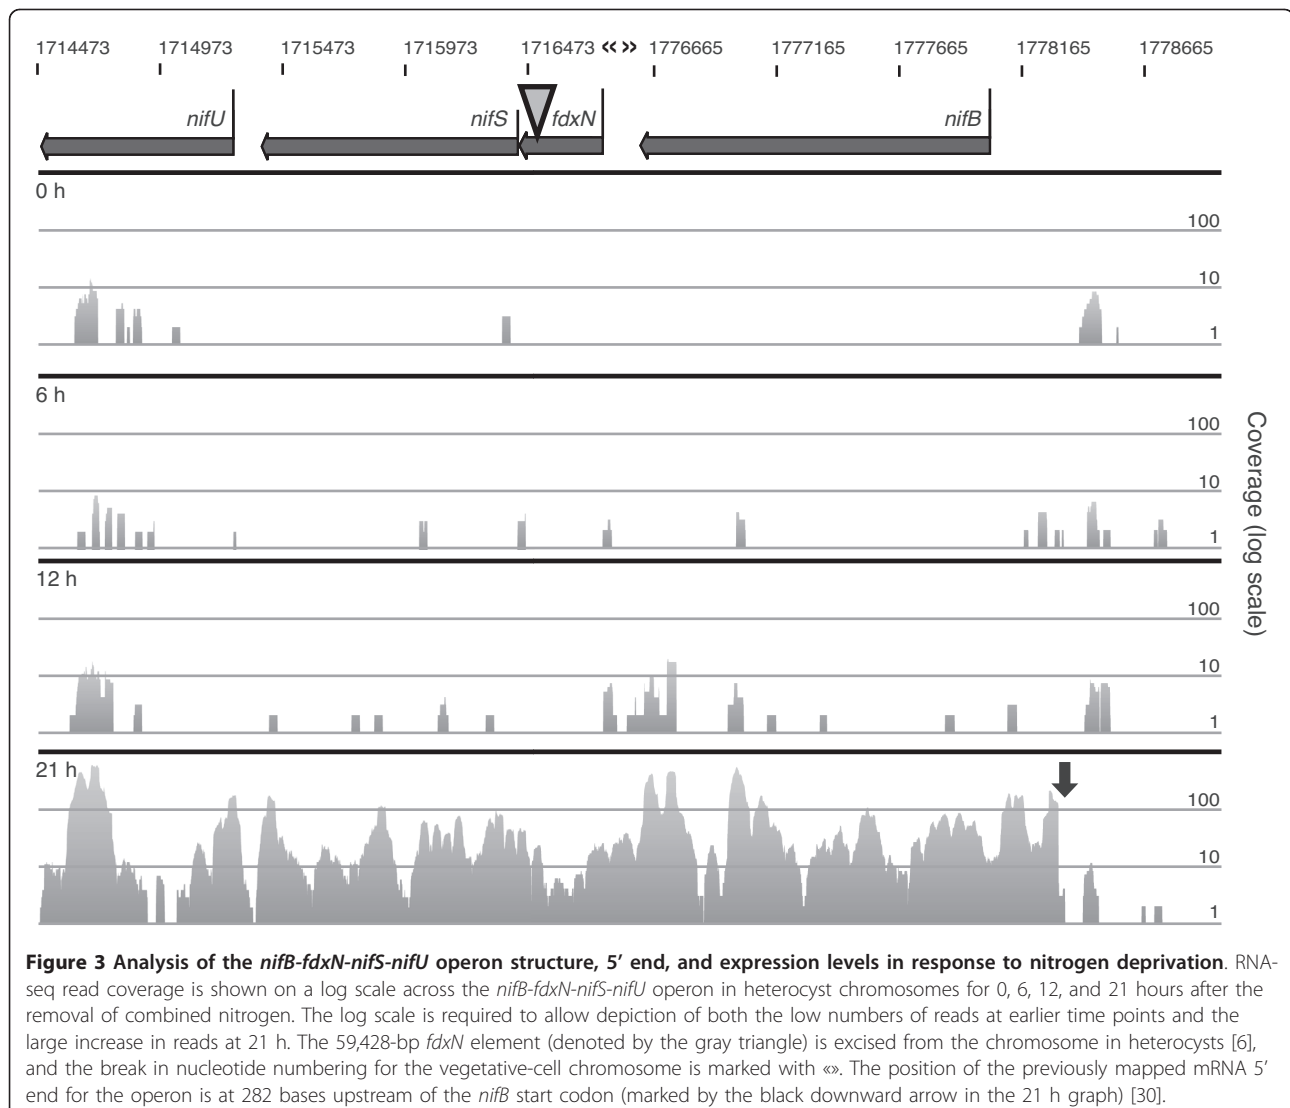 1714473 1714973 1715473 1715973 1716473 «» 1776665 1777165 1777665 1778165 1778665
nifU nifS fdxN nifB
0 h
100
10
1
6 h
100
10
1
12 h
100
10
1
21 h
100
10
1
Coverage (log scale)
Figure 3 Analysis of the nifB-fdxN-nifS-nifU operon structure, 5’ end, and expression levels in response to nitrogen deprivation. RNA-
seq read coverage is shown on a log scale across the nifB-fdxN-nifS-nifU operon in heterocyst chromosomes for 0, 6, 12, and 21 hours after the
removal of combined nitrogen. The log scale is required to allow depiction of both the low numbers of reads at earlier time points and the
large increase in reads at 21 h. The 59,428-bp fdxN element (denoted by the gray triangle) is excised from the chromosome in heterocysts [6],
and the break in nucleotide numbering for the vegetative-cell chromosome is marked with «». The position of the previously mapped mRNA 5’
end for the operon is at 282 bases upstream of the nifB start codon (marked by the black downward arrow in the 21 h graph) [30].